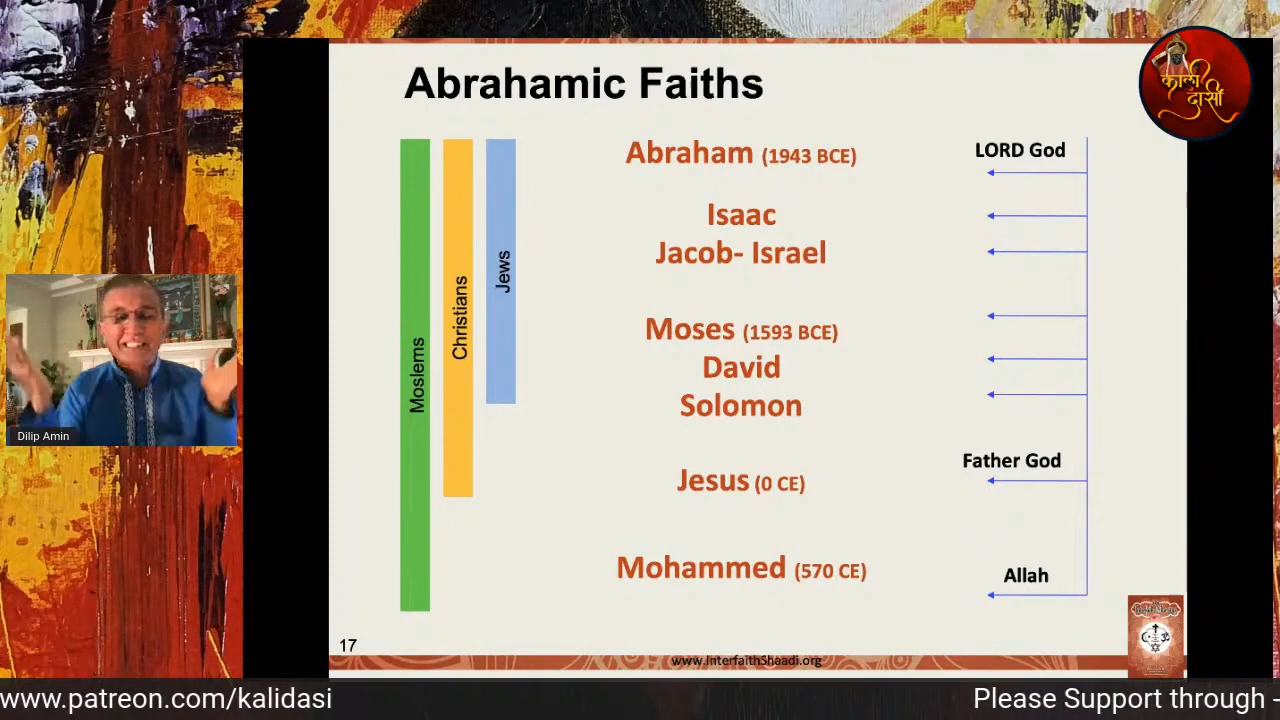 Abrahamic Faiths
काली
दासी
Abraham (1943 BCE)
LORD God
Isaac
Jacob- Israel
Jews
Christians
Moslems
Moses (1593 BCE)
David
Solomon
Father God
Jesus (0 CE)
Mohammed (570 CE)
Allah
Dilip Amin
17
www.InterfaithShaadi.org
www.patreon.com/kalidasi
Please Support through -